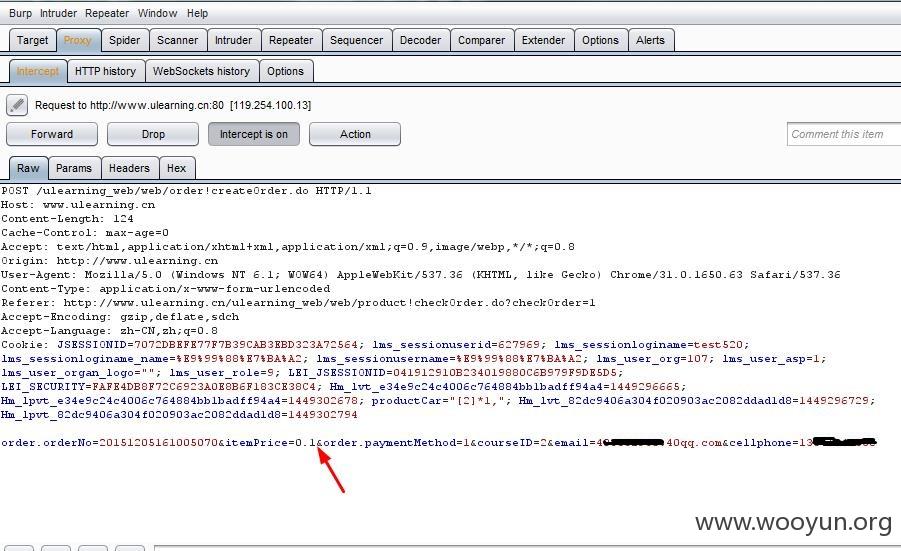 Burp Intruder Repeater Window Help
Target Proxy Spider Scanner Intruder Repeater Sequencer Decoder Comparer Extender Options Alerts
Intercept HTTP history WebSockets history Options
Request to http://www.ulearning.cn:80 [119.254.100.13]
Forward Drop Intercept is on Action Comment this item
Raw Params Headers Hex
POST /ulearning_web/web/order!createOrder.do HTTP/1.1
Host: www.ulearning.cn
Content-Length: 124
Cache-Control: max-age=0
Accept: text/html,application/xhtml+xml,application/xml;q=0.9,image/webp,*/*;q=0.8
Origin: http://www.ulearning.cn
User-Agent: Mozilla/5.0 (Windows NT 6.1; WOW64) AppleWebKit/537.36 (KHTML, like Gecko) Chrome/31.0.1650.63 Safari/537.36
Content-Type: application/x-www-form-urlencoded
Referer: http://www.ulearning.cn/ulearning_web/web/product!checkOrder.do?checkOrder=1
Accept-Encoding: gzip,deflate,sdch
Accept-Language: zh-CN,zh;q=0.8
Cookie: JSESSIONID=7072DBEFE77F7B39CAB3EBD323A72564; lms_sessionuserid=627969; lms_sessionloginname=test520;
lms_sessionloginame_name=%E9%99%88%E7%BA%A2; lms_sessionusername=%E9%99%88%E7%BA%A2; lms_user_org=107; lms_user_asp=1;
lms_user_organ_logo=""; lms_user_role=9; LEI_JSESSIONID=041912910B234019880C6B979F9DE5D5;
LEI_SECURITY=FAFE4DB8F72C6923A0E8B6F183CE38C4; Hm_lvt_e34e9c24c4006c764884bb1badff94a4=1449296665;
Hm_lpvt_e34e9c24c4006c764884bb1badff94a4=1449302678; productCar="[2]*1,"; Hm_lvt_82dc9406a304f020903ac2082ddad1d8=1449296729;
Hm_lpvt_82dc9406a304f020903ac2082ddad1d8=1449302794
order.orderNo=20151205161005070&itemPrice=0.1&order.paymentMethod=1&courseID=2&email=4 40qq.com&cellphone=13
www.wooyun.org